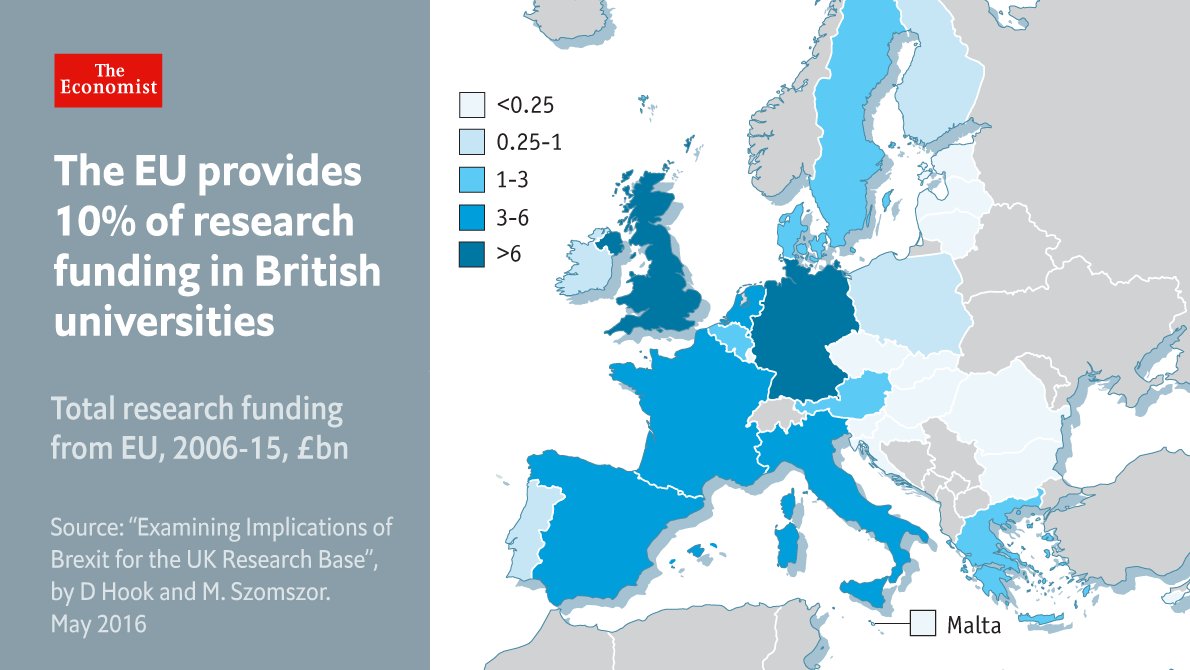 The
Economist
The EU provides
10% of research
funding in British
universities
Total research funding
from EU, 2006-15, £bn
Source: “Examining Implications of
Brexit for the UK Research Base”,
by D Hook and M. Szomszor.
May 2016
<0.25
0.25-1
1-3
3-6
>6
Malta